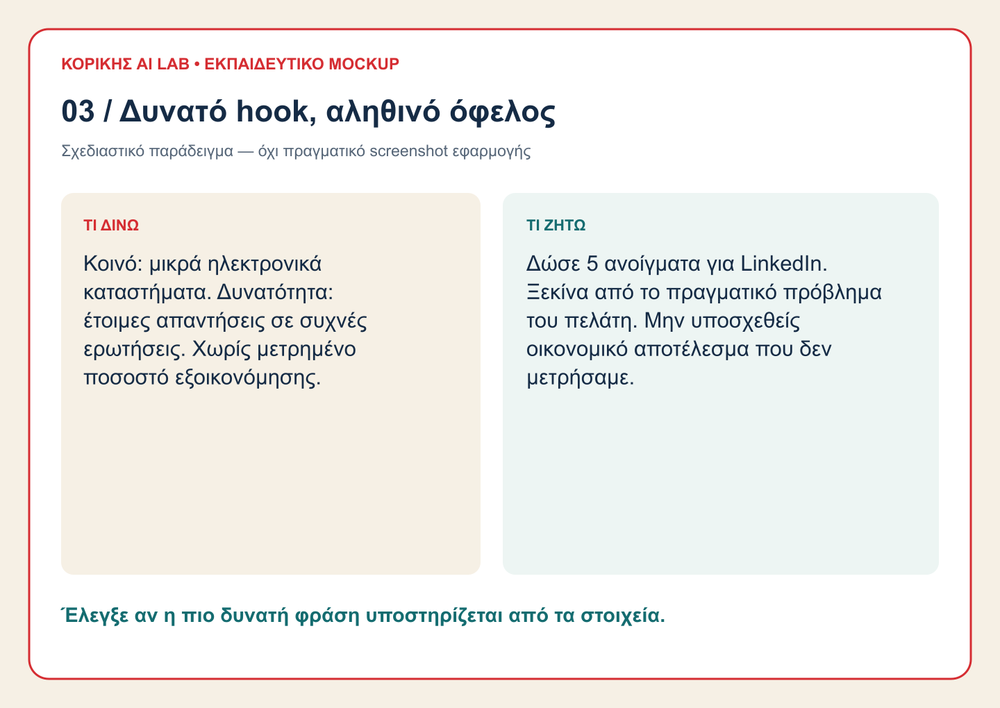 ΚΟΡΙΚΗΣ AI LAB • ΕΚΠΑΙΔΕΥΤΙΚΟ MOCKUP
03 / Δυνατό hook, αληθινό όφελος
Σχεδιαστικό παράδειγμα — όχι πραγματικό screenshot εφαρμογής
ΤΙ ΔΙΝΩ
Κοινό: μικρά ηλεκτρονικά
καταστήματα. Δυνατότητα:
έτοιμες απαντήσεις σε συχνές
ερωτήσεις. Χωρίς μετρημένο
ποσοστό εξοικονόμησης.
ΤΙ ΖΗΤΩ
Δώσε 5 ανοίγματα για LinkedIn.
Ξεκίνα από το πραγματικό πρόβλημα
του πελάτη. Μην υποσχεθείς
οικονομικό αποτέλεσμα που δεν
μετρήσαμε.
Έλεγξε αν η πιο δυνατή φράση υποστηρίζεται από τα στοιχεία.